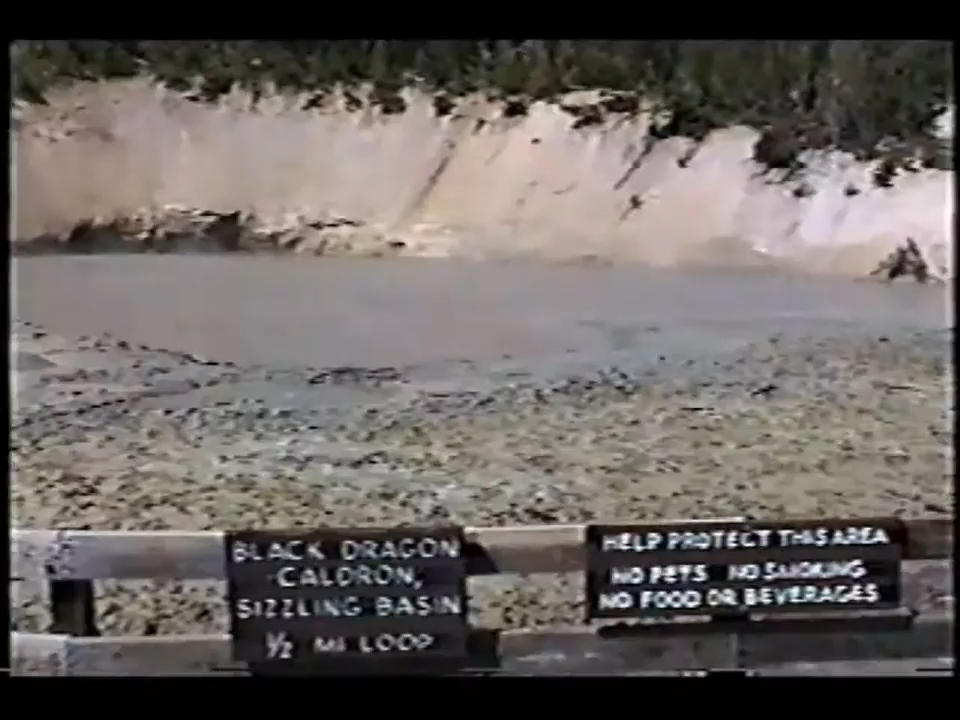 BLACK DRAGON
CALDRON,
SIZZLING BASIN
1/2 MI LOOP
HELP PROTECT THIS AREA
NO PETS NO SMOKING
NO FOOD OR BEVERAGES